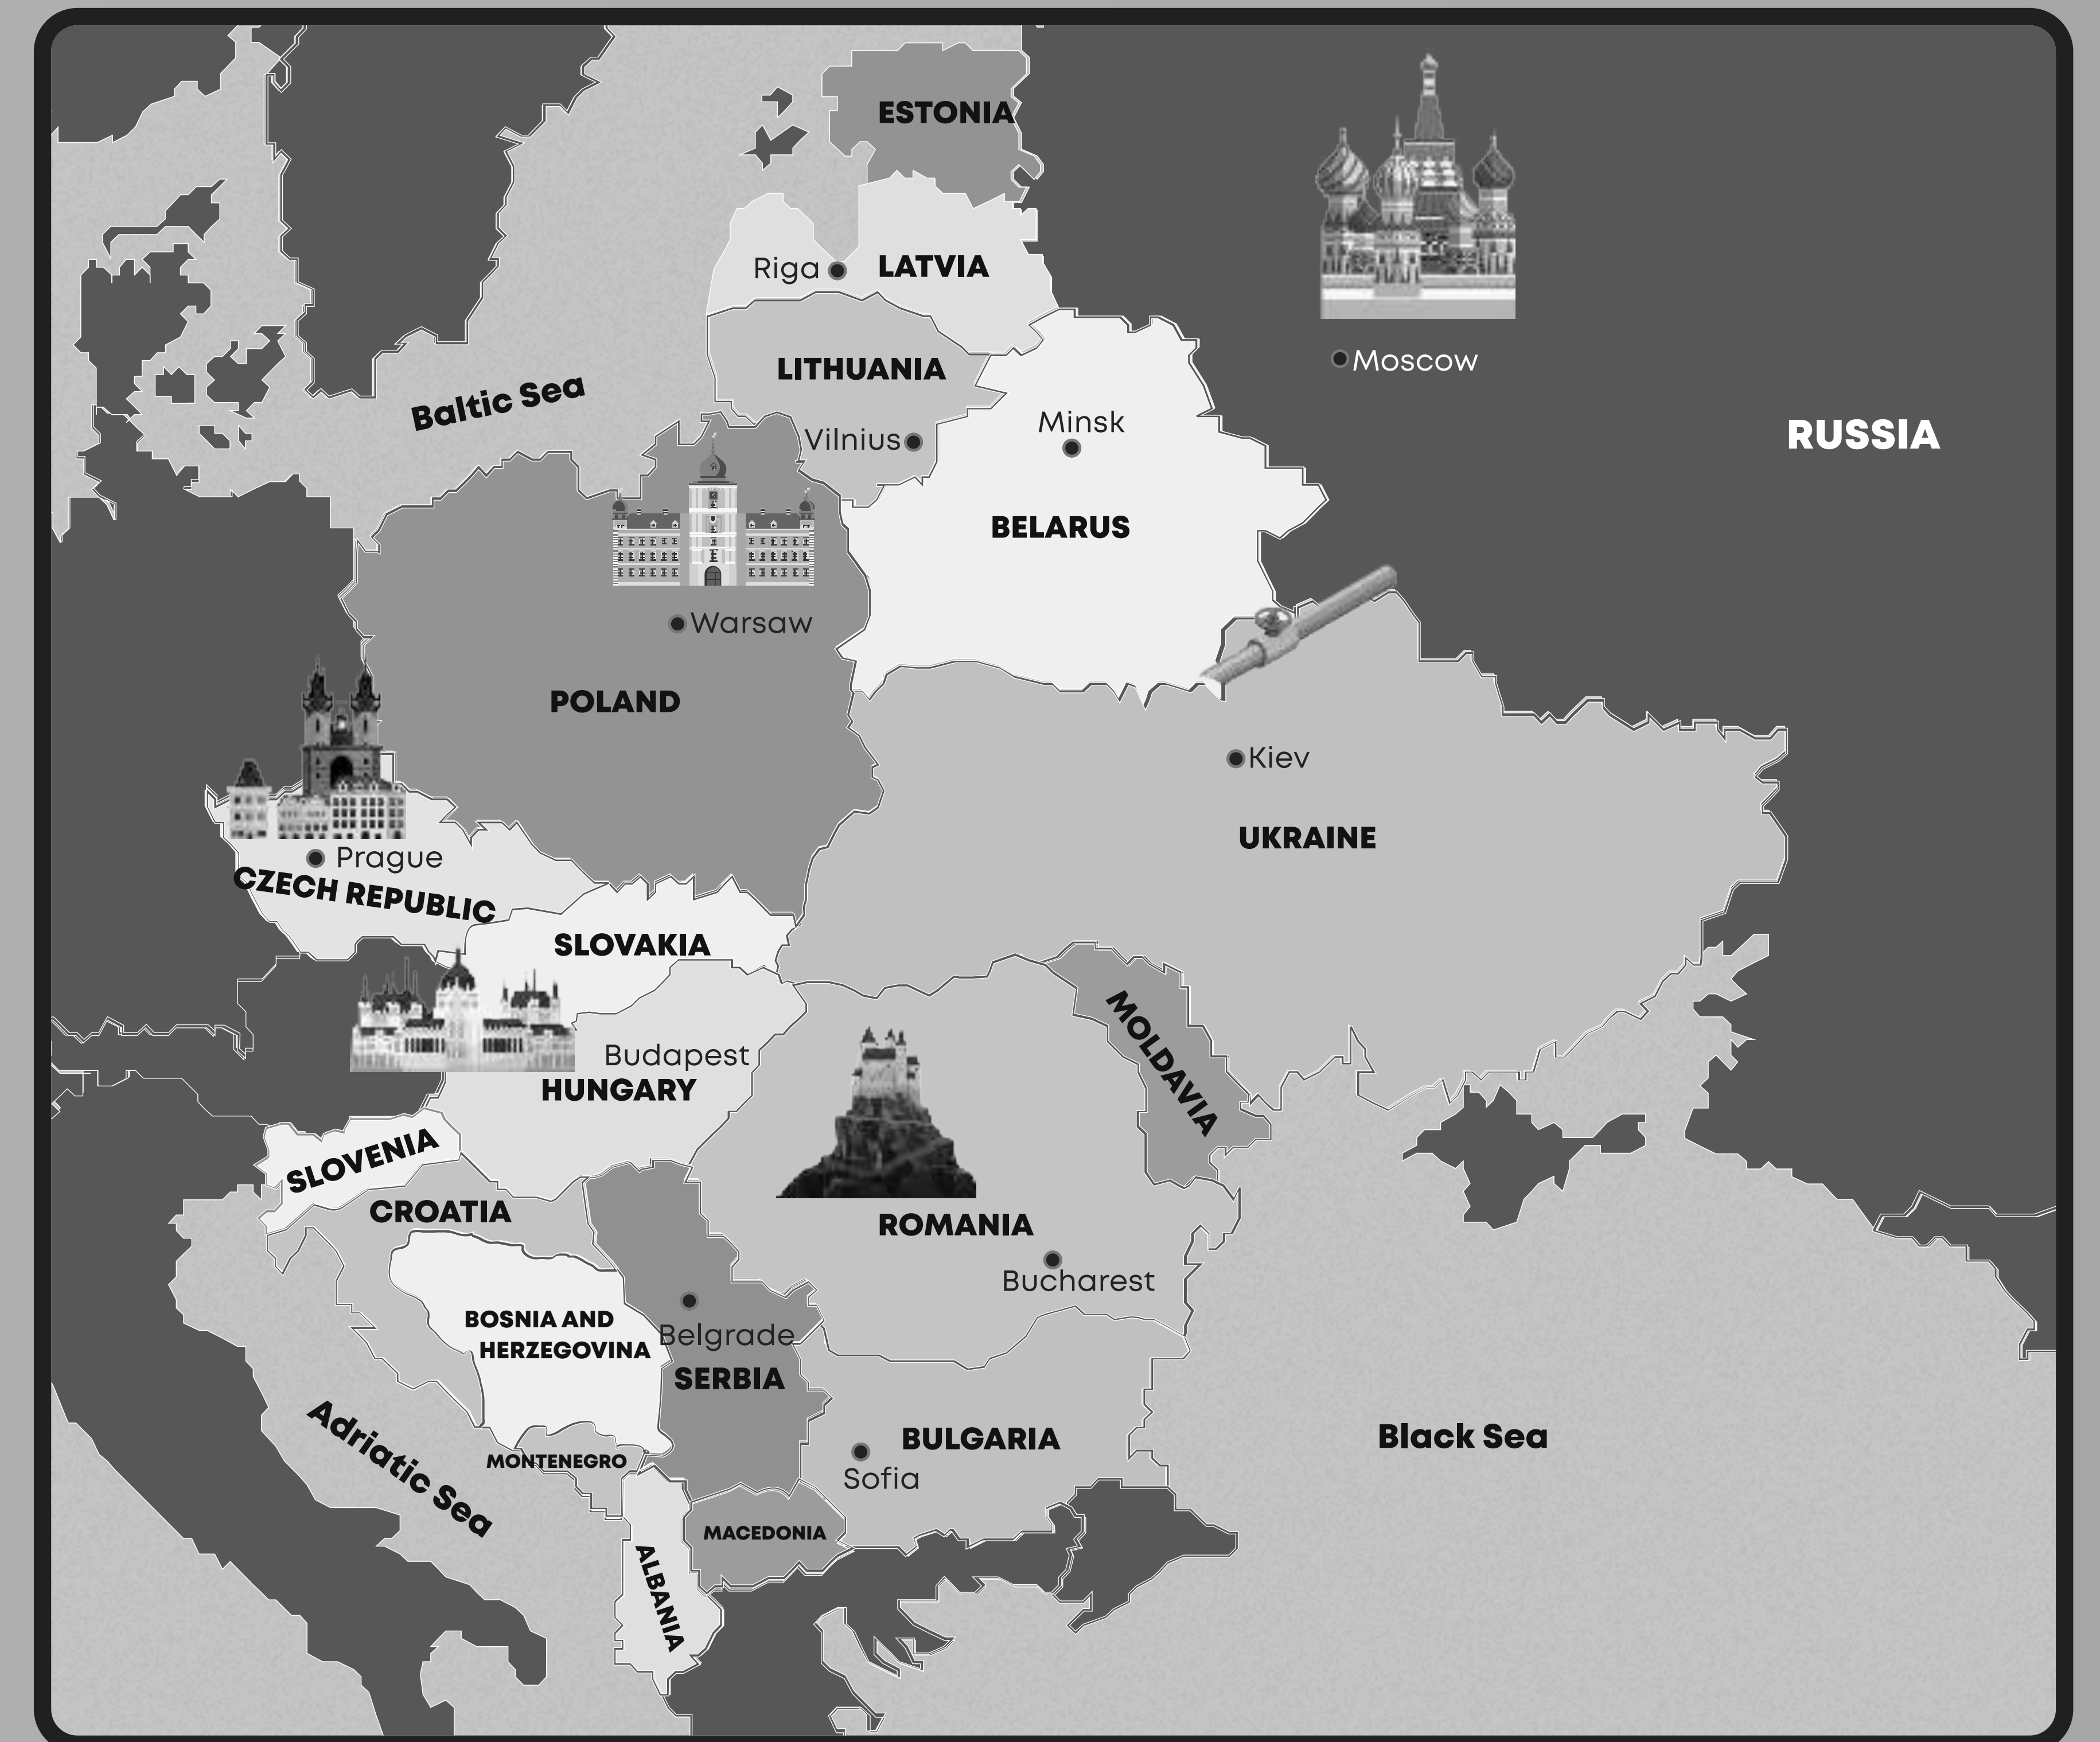 ESTONIA
Riga
LATVIA
Moscow
LITHUANIA
Baltic Sea
Minsk
RUSSIA
Vilnius
BELARUS
Warsaw
POLAND
Kiev
UKRAINE
Prague
CZECH REPUBLIC
SLOVAKIA
MOLDAVIA
Budapest
HUNGARY
SLOVENIA
CROATIA
ROMANIA
Bucharest
BOSNIA AND
HERZEGOVINA
Belgrade
SERBIA
Adriatic Sea
BULGARIA
Black Sea
MONTENEGRO
Sofia
MACEDONIA
ALBANIA